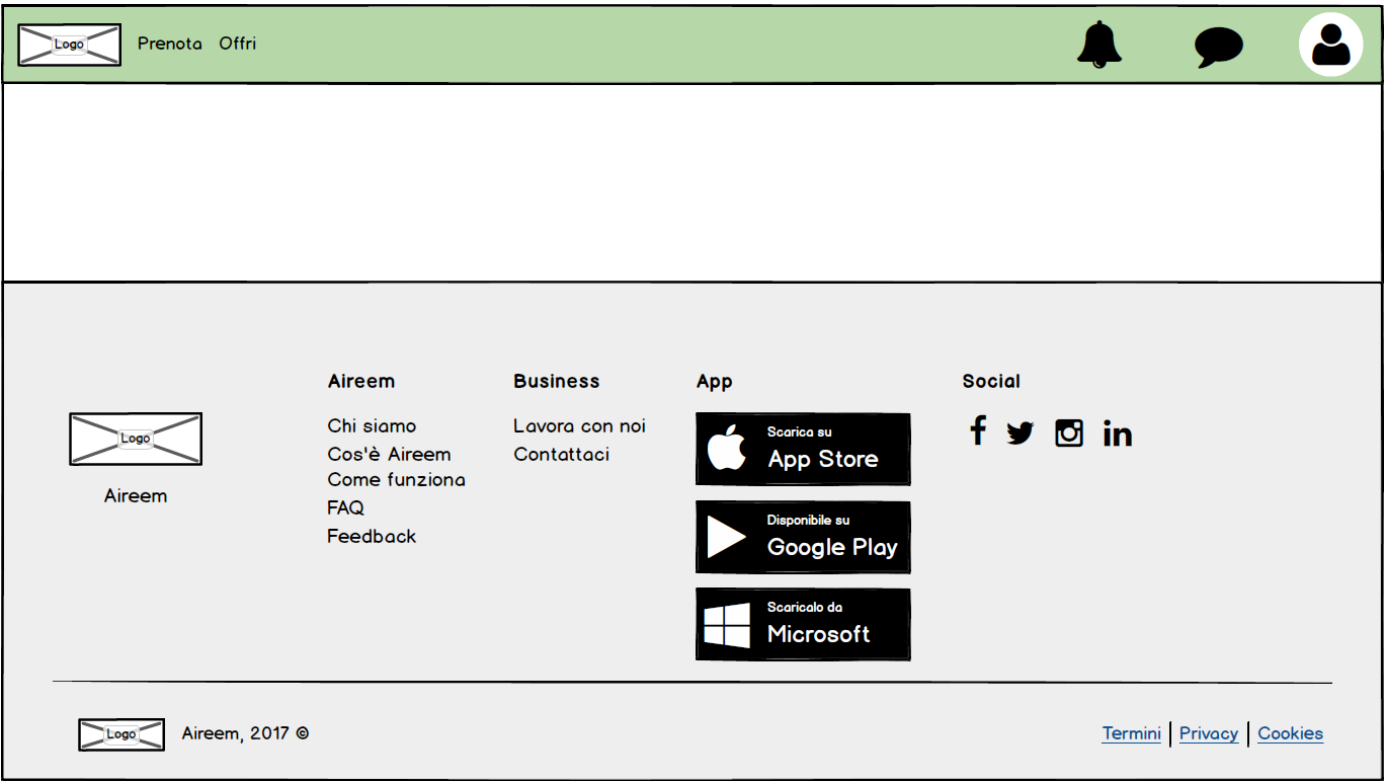 Logo
Prenota Offri
Logo
Aireem
Aireem
Chi siamo
Cos'è Aireem
Come funziona
FAQ
Feedback
Business
Lavora con noi
Contattaci
App
Scarica su
App Store
Disponibile su
Google Play
Scaricalo da
Microsoft
Social
Logo
Aireem, 2017 ©
Termini | Privacy | Cookies